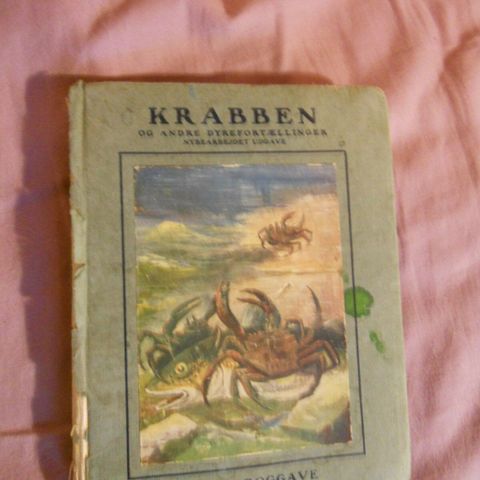 KRABBEN
OG ANDRE DYREFORTÆLLINGER
NYBEARBEJDET UDGAVE